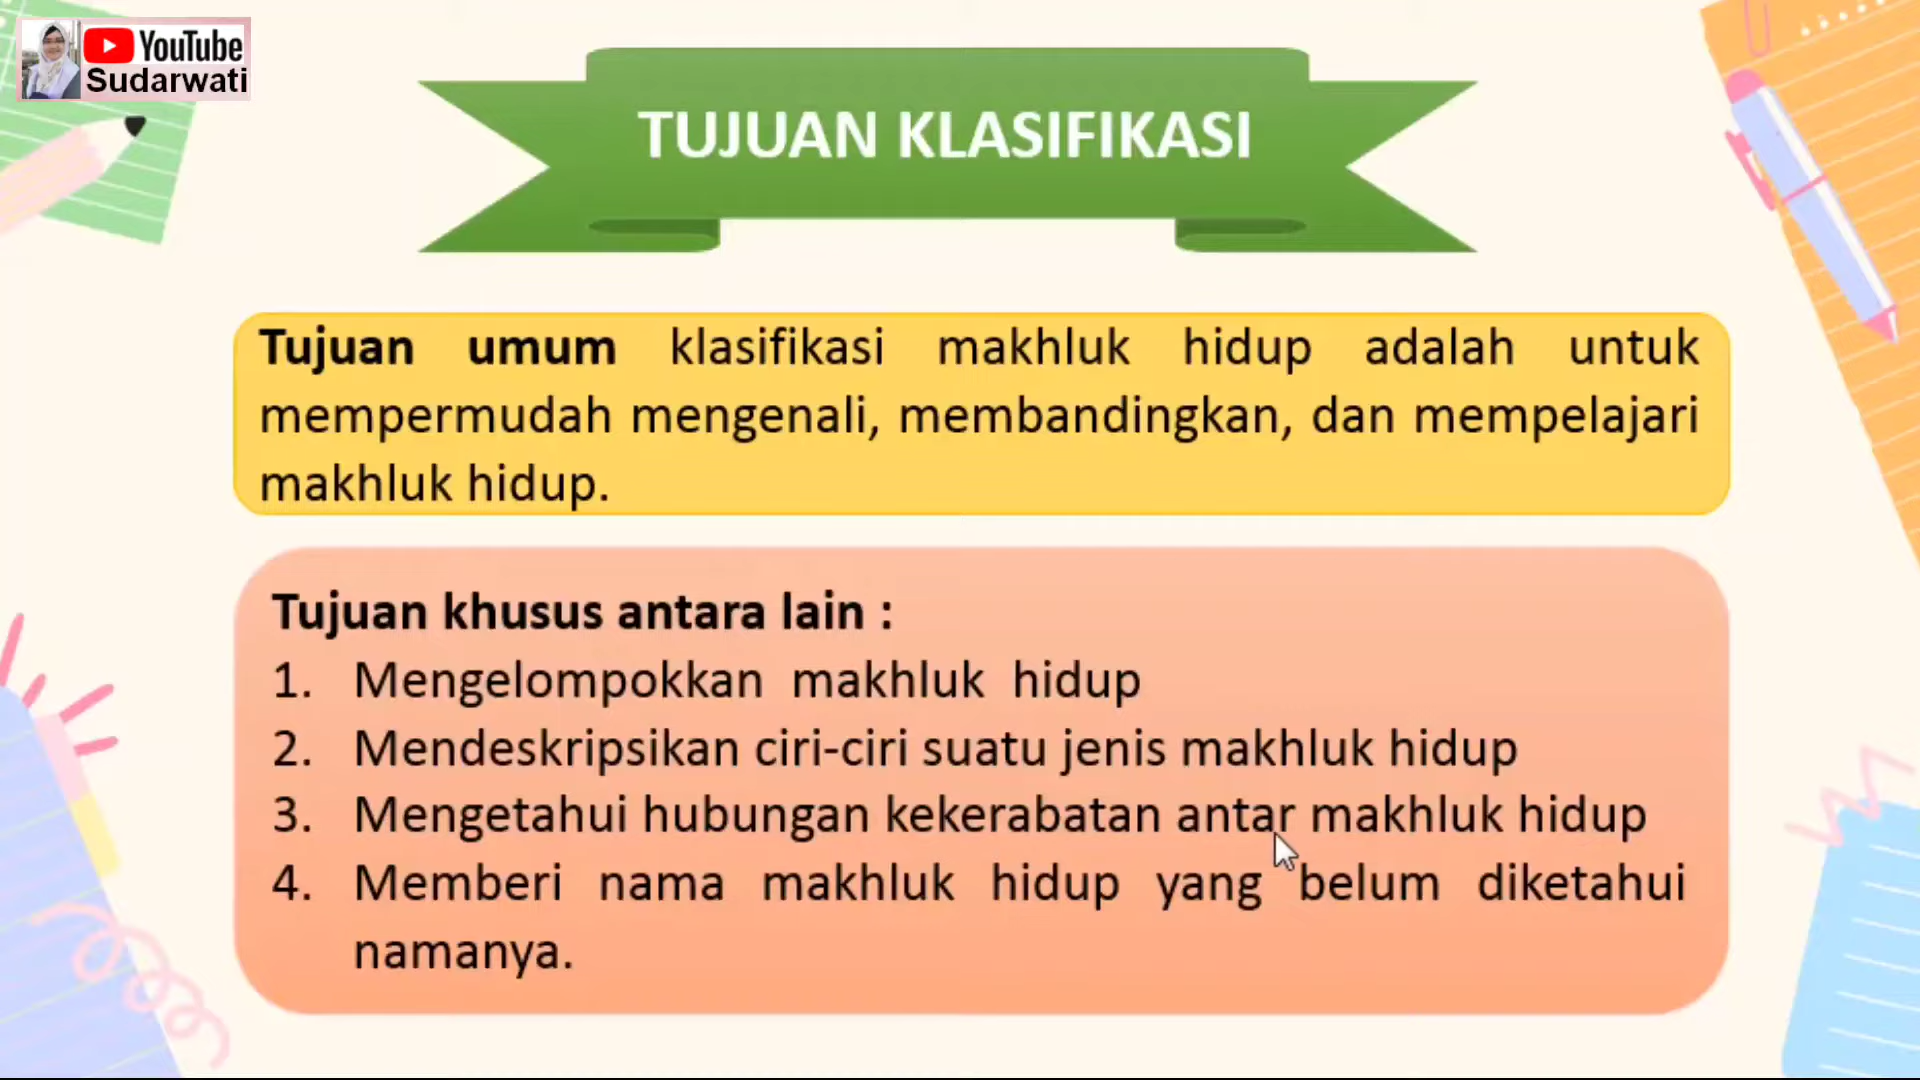 YouTube
Sudarwati
TUJUAN KLASIFIKASI
Tujuan umum klasifikasi makhluk hidup adalah untuk
mempermudah mengenali, membandingkan, dan mempelajari
makhluk hidup.
Tujuan khusus antara lain :
1. Mengelompokkan makhluk hidup
2. Mendeskripsikan ciri-ciri suatu jenis makhluk hidup
3. Mengetahui hubungan kekerabatan antar makhluk hidup
4. Memberi nama makhluk hidup yang belum diketahui
namanya.